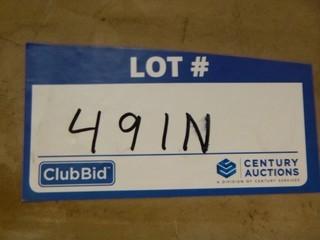 LOT #
491N
ClubBid
CENTURY
AUCTIONS
A DIVISION OF CENTURY SERVICES